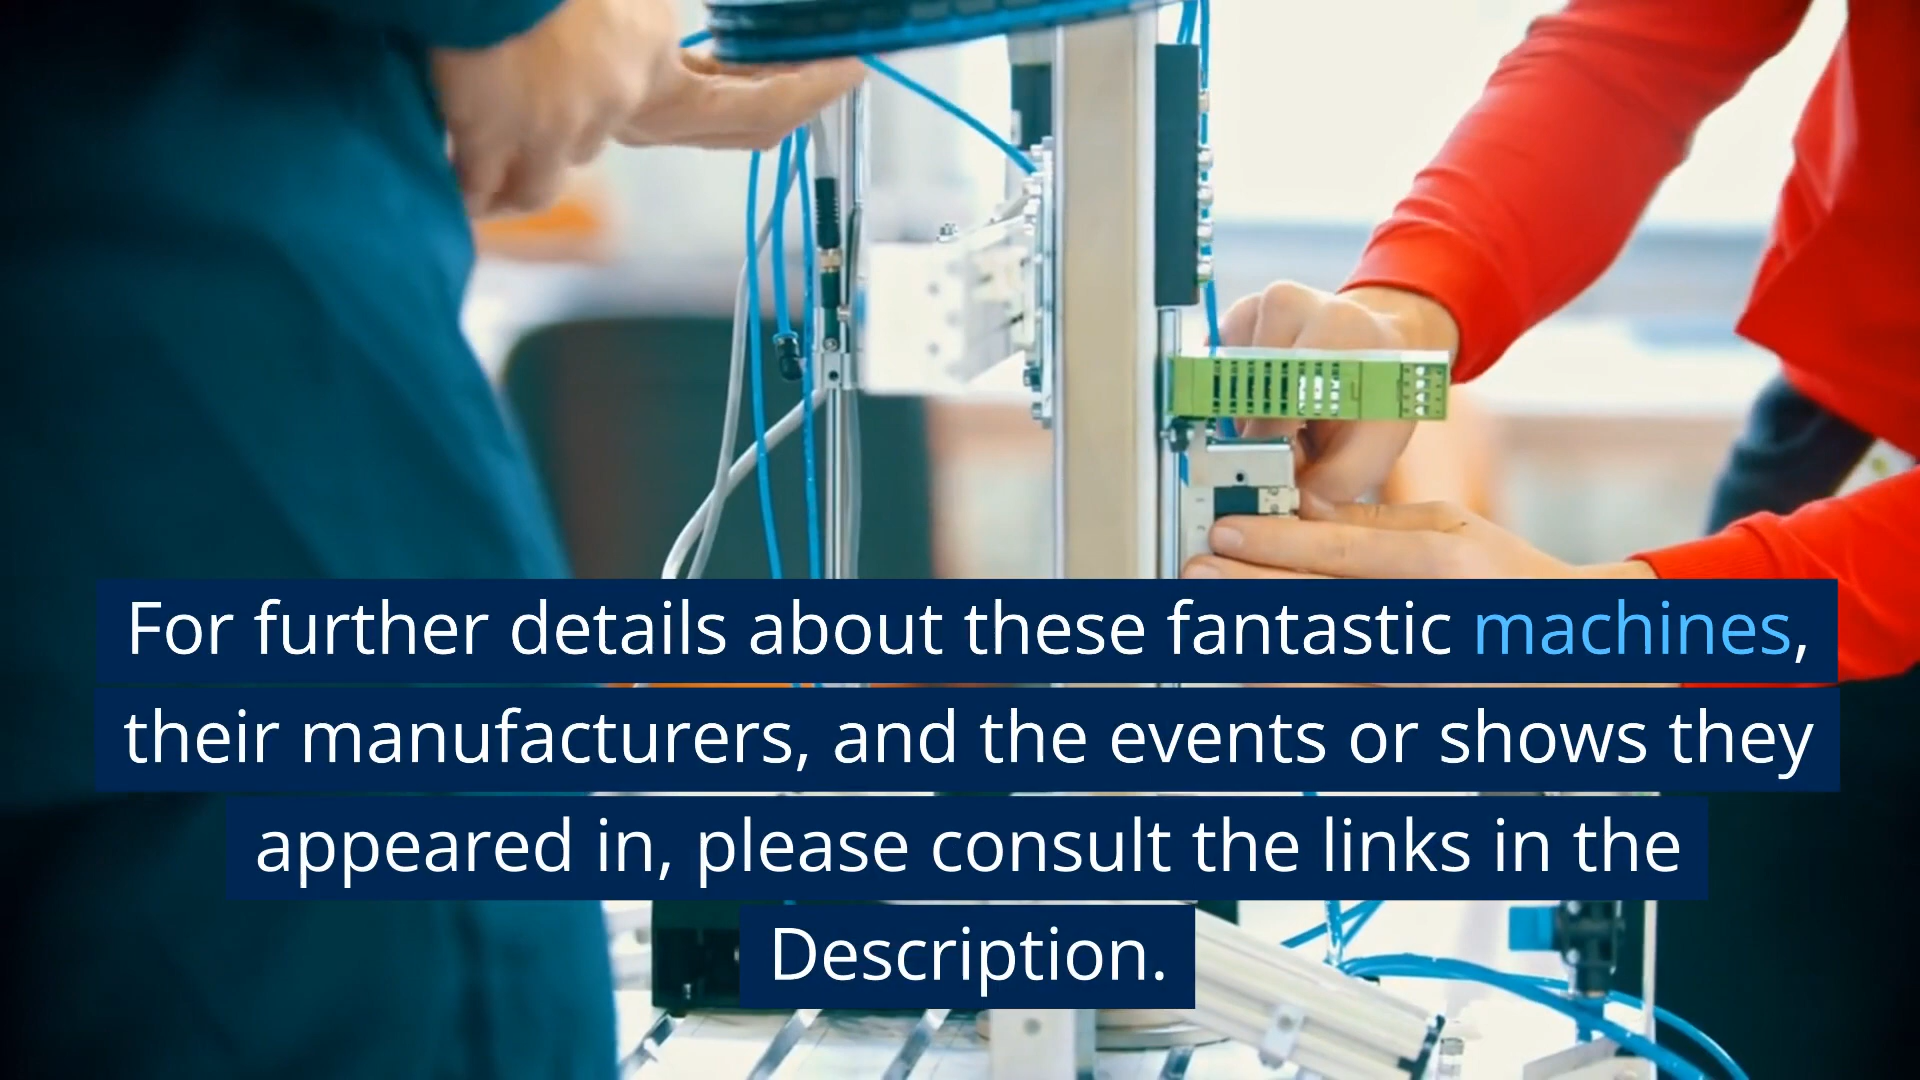 For further details about these fantastic machines,
their manufacturers, and the events or shows they
appeared in, please consult the links in the
Description.